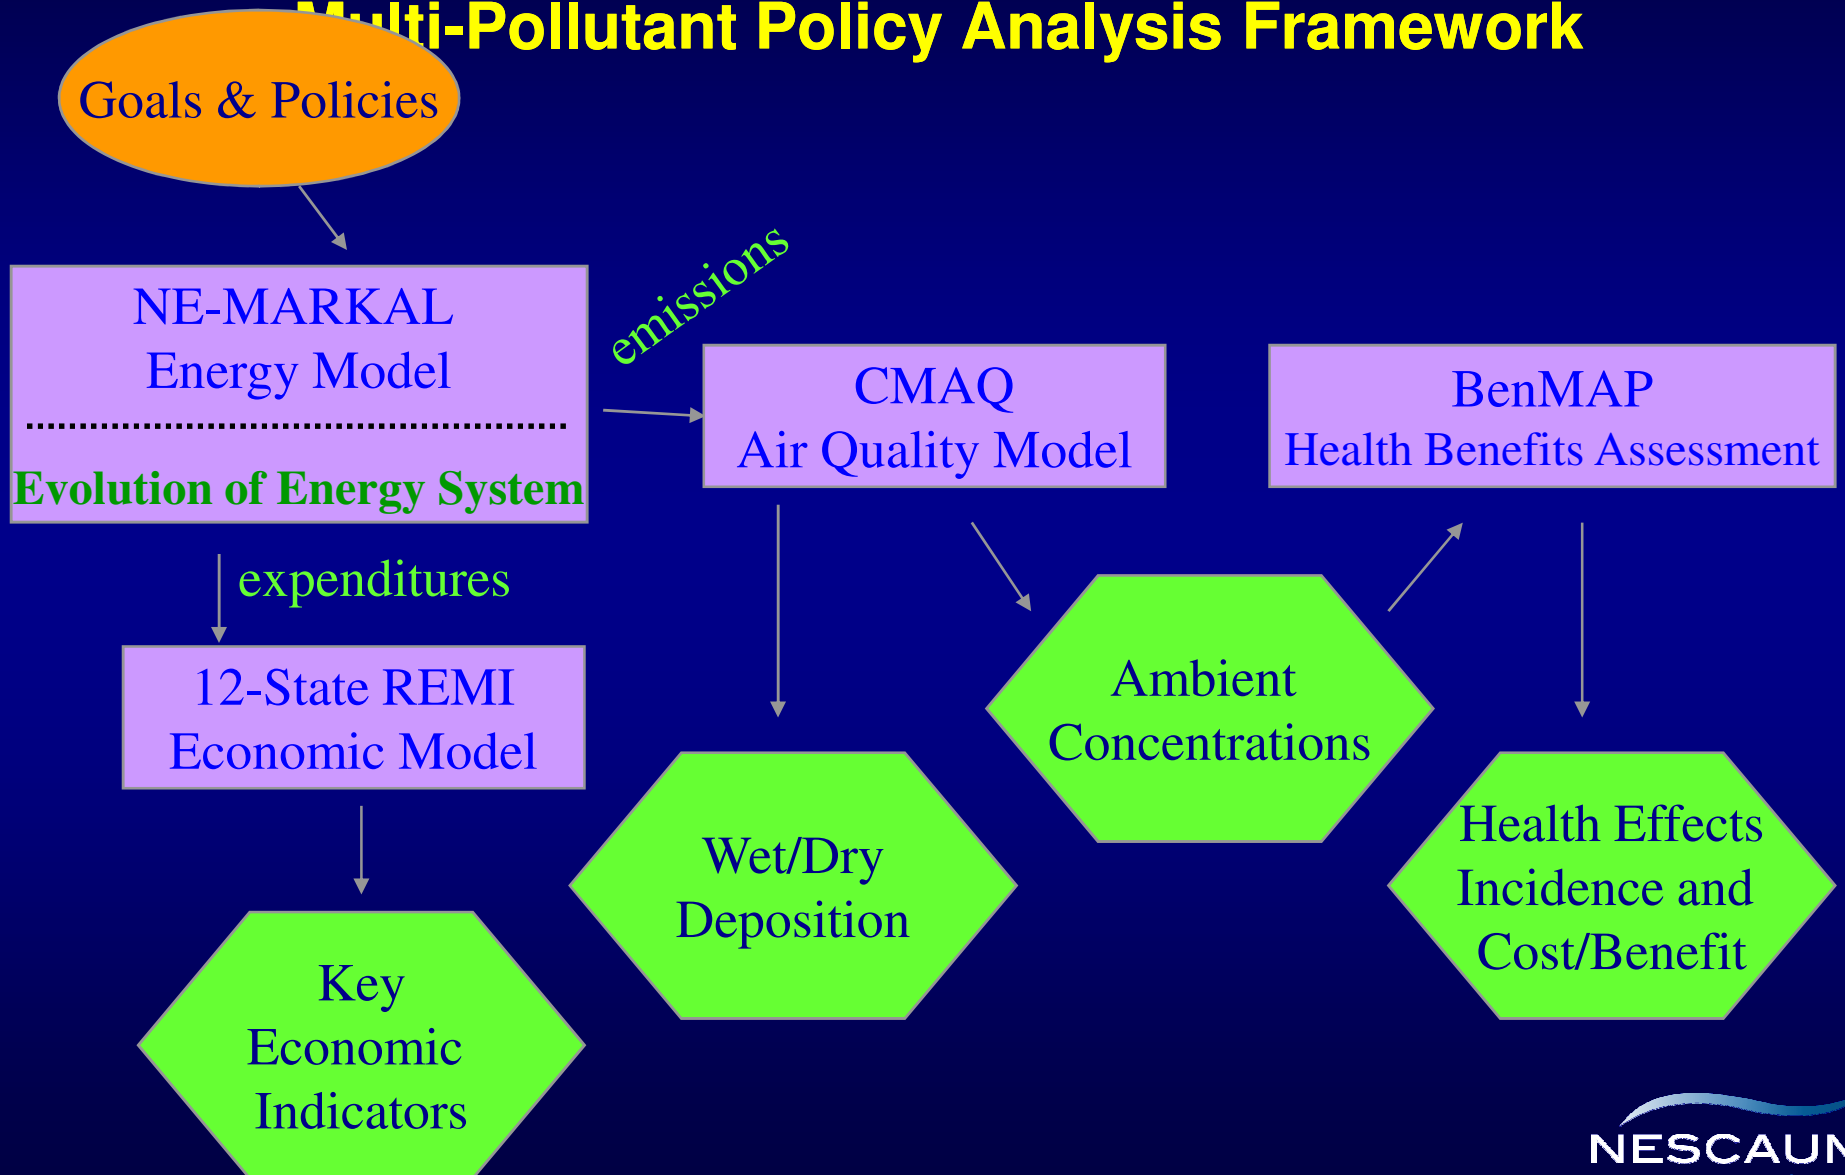 Multi-Pollutant Policy Analysis Framework
Goals & Policies
NE-MARKAL
Energy Model
Evolution of Energy System
emissions
CMAQ
Air Quality Model
BenMAP
Health Benefits Assessment
expenditures
12-State REMI
Economic Model
Ambient
Concentrations
Wet/Dry
Deposition
Health Effects
Incidence and
Cost/Benefit
Key
Economic
Indicators
NESCAUM